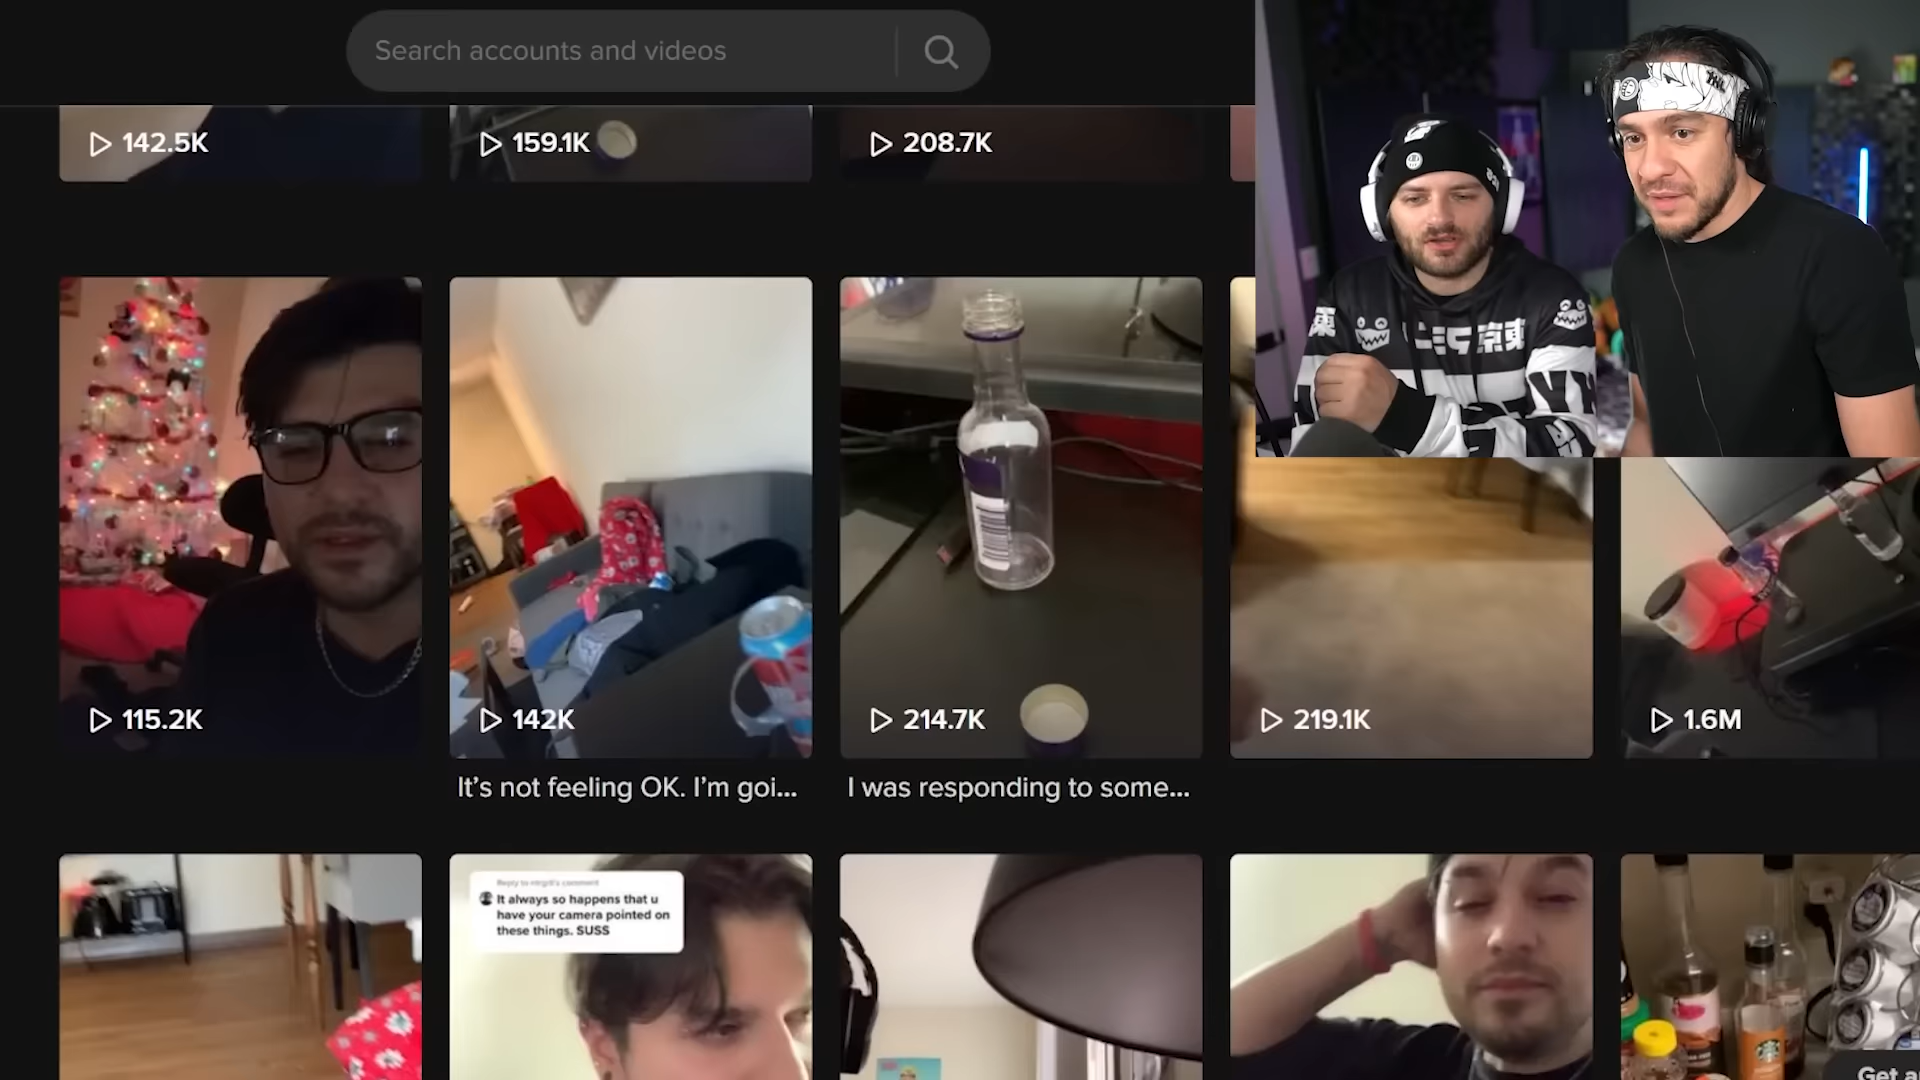 Search accounts and videos
142.5K
159.1K
208.7K
115.2K
142K
214.7K
219.1K
1.6M
It's not feeling OK. I'm goi...
I was responding to some...
It always so happens that u
have your camera pointed on
these things. SUSS